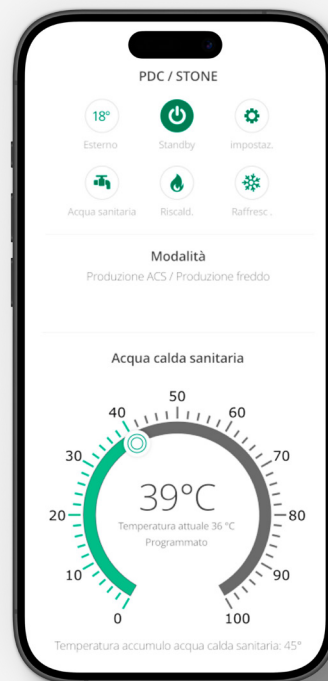 PDC / STONE
18°
Esterno
Standby
impostaz.
Acqua sanitaria
Riscald.
Raffresc .
Modalità
Produzione ACS / Produzione freddo
Acqua calda sanitaria
50
40
60
30
70
39°C
20
80
Temperatura attuale 36 °C
Programmato
10
90
0
100
Temperatura accumulo acqua calda sanitaria: 45°